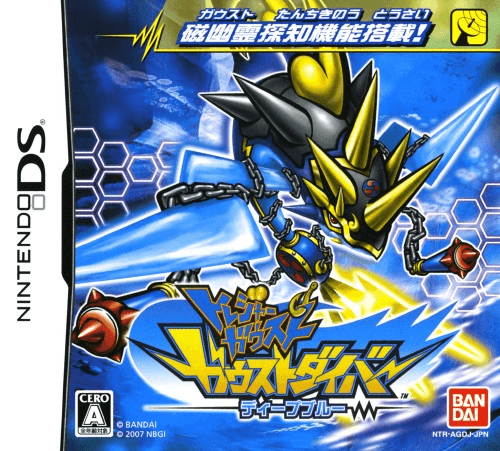 ガウスト たんちきのう とうさい
磁幽霊探知機能搭載!
NINTENDO DS
トレジャー
ガウスト
ガウストダイバー
TM
ディープブルー
CERO
A
全年齢対象
© BANDAI
© 2007 NBGI
BAN
DAI
NTR-AGDJ-JPN